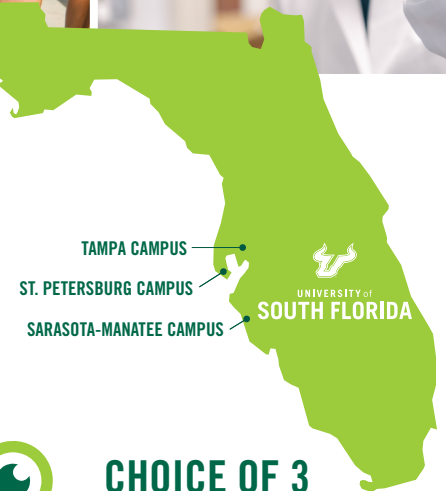 TAMPA CAMPUS
ST. PETERSBURG CAMPUS
SARASOTA-MANATEE CAMPUS
UNIVERSITY of
SOUTH FLORIDA
CHOICE OF 3